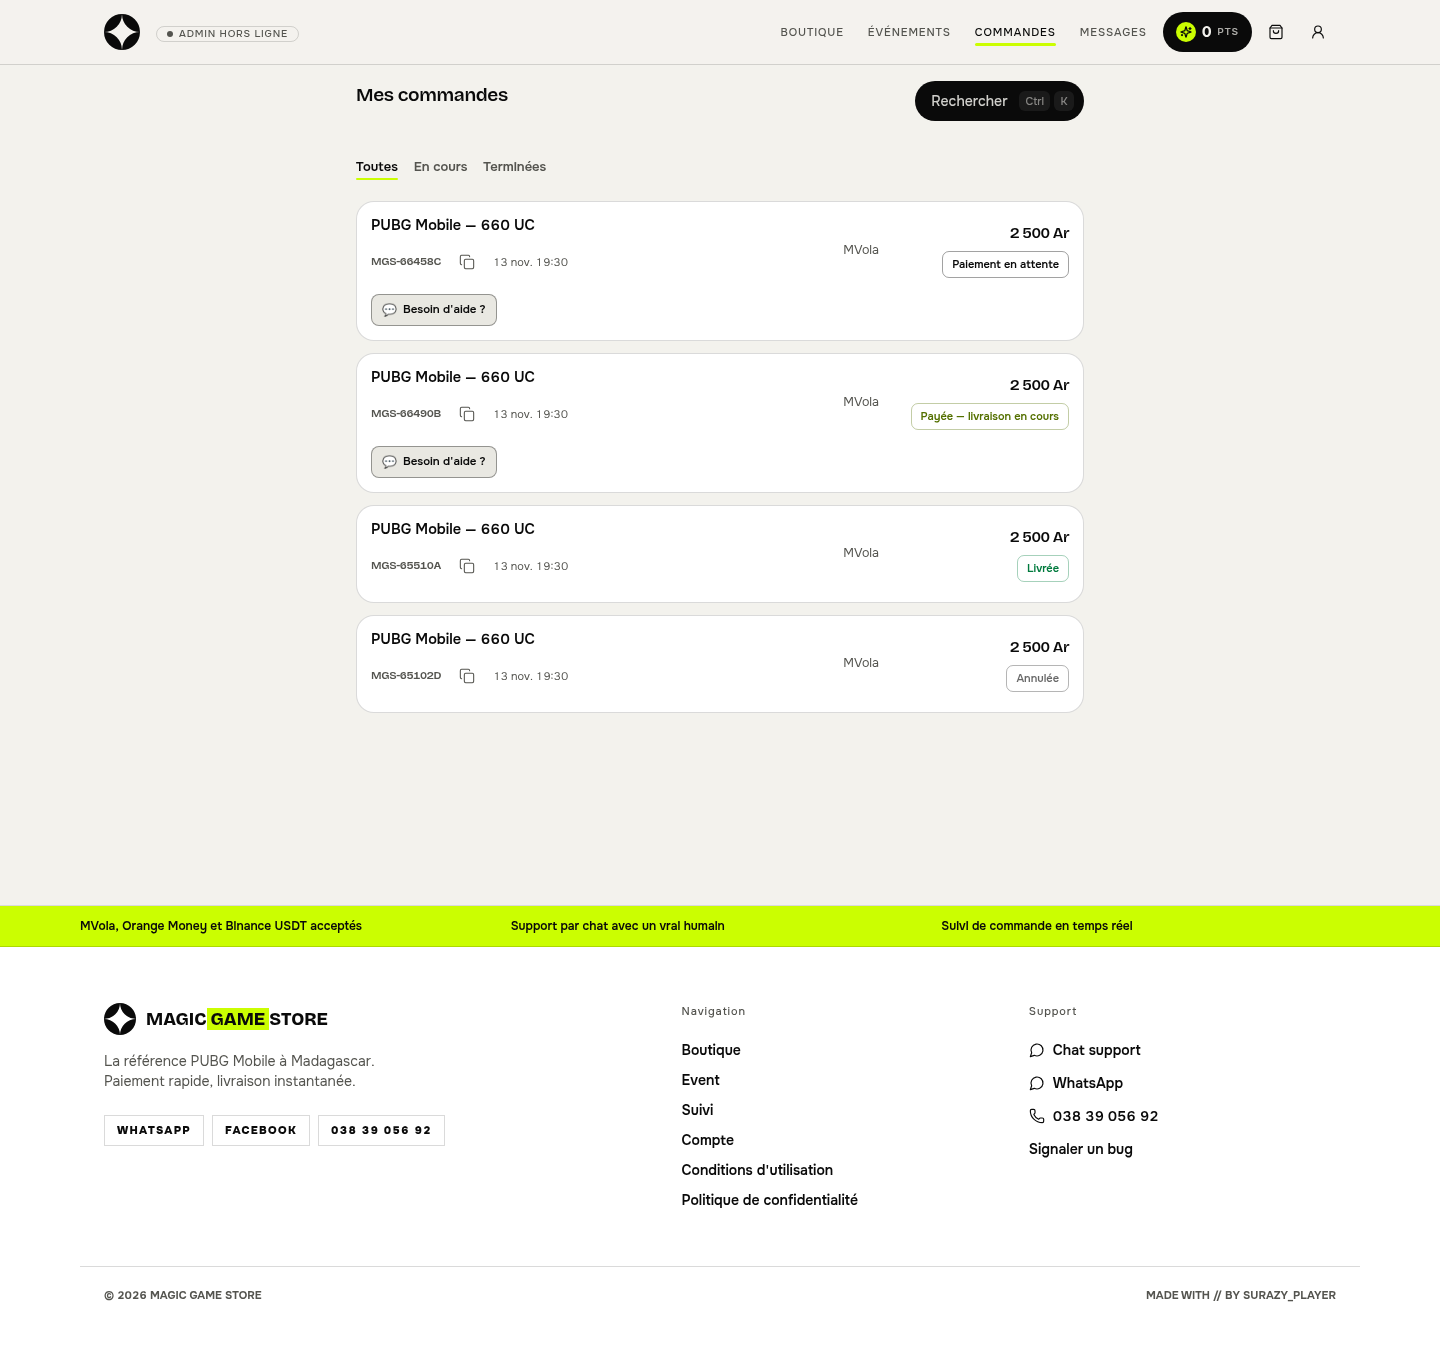 ADMIN HORS LIGNE
BOUTIQUE
ÉVÉNEMENTS
COMMANDES
MESSAGES
0 PTS
Mes commandes
Rechercher Ctrl K
Toutes
En cours
Terminées
PUBG Mobile — 660 UC
MGS-66458C
13 nov. 19:30
MVola
2 500 Ar
Paiement en attente
Besoin d'aide ?
PUBG Mobile — 660 UC
MGS-66490B
13 nov. 19:30
MVola
2 500 Ar
Payée — livraison en cours
Besoin d'aide ?
PUBG Mobile — 660 UC
MGS-65510A
13 nov. 19:30
MVola
2 500 Ar
Livrée
PUBG Mobile — 660 UC
MGS-65102D
13 nov. 19:30
MVola
2 500 Ar
Annulée
MVola, Orange Money et Binance USDT acceptés
Support par chat avec un vrai humain
Suivi de commande en temps réel
MAGIC GAME STORE
La référence PUBG Mobile à Madagascar.
Paiement rapide, livraison instantanée.
WHATSAPP
FACEBOOK
038 39 056 92
Navigation
Boutique
Event
Suivi
Compte
Conditions d'utilisation
Politique de confidentialité
Support
Chat support
WhatsApp
038 39 056 92
Signaler un bug
© 2026 MAGIC GAME STORE
MADE WITH // BY SURAZY_PLAYER